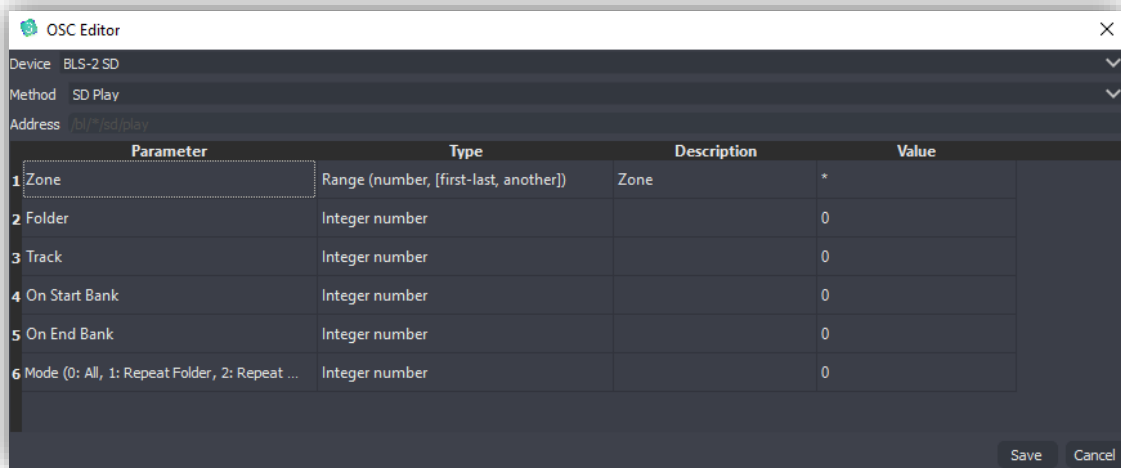 OSC Editor
Device BLS-2 SD
Method SD Play
Address /bl/*/sd/play
Parameter Type Description Value
1 Zone Range (number, [first-last, another]) Zone *
2 Folder Integer number 0
3 Track Integer number 0
4 On Start Bank Integer number 0
5 On End Bank Integer number 0
6 Mode (0: All, 1: Repeat Folder, 2: Repeat ... Integer number 0
Save Cancel